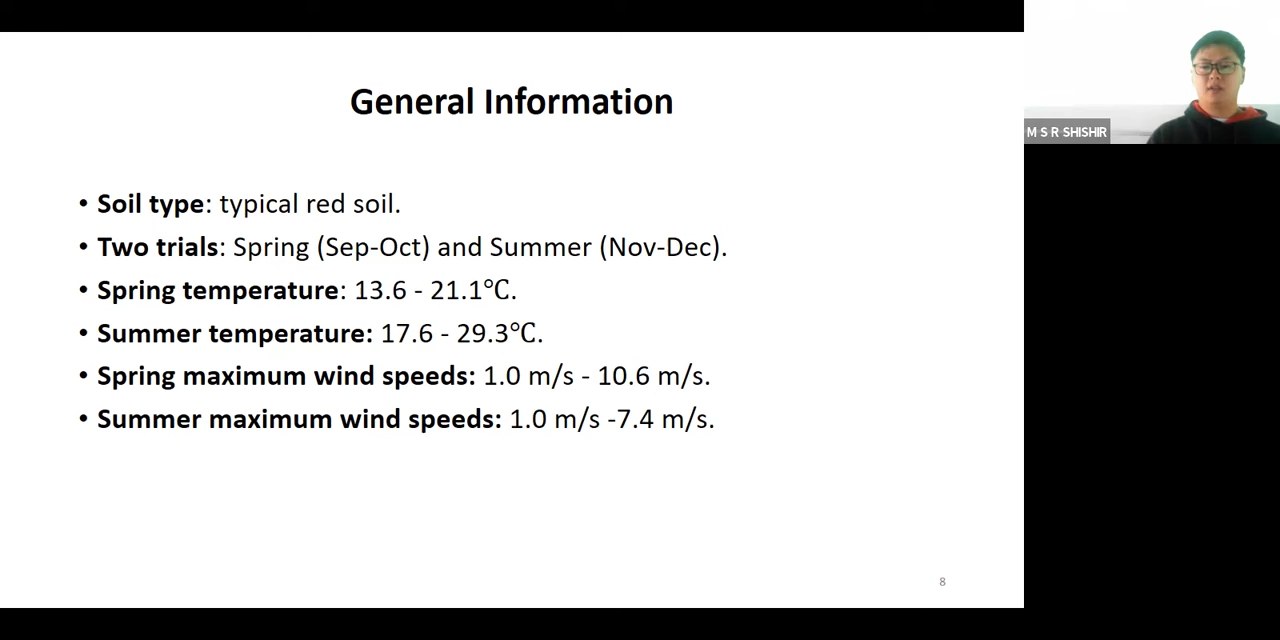 General Information
• Soil type: typical red soil.
• Two trials: Spring (Sep-Oct) and Summer (Nov-Dec).
• Spring temperature: 13.6 - 21.1℃.
• Summer temperature: 17.6 - 29.3℃.
• Spring maximum wind speeds: 1.0 m/s - 10.6 m/s.
• Summer maximum wind speeds: 1.0 m/s -7.4 m/s.
8
M S R SHISHIR